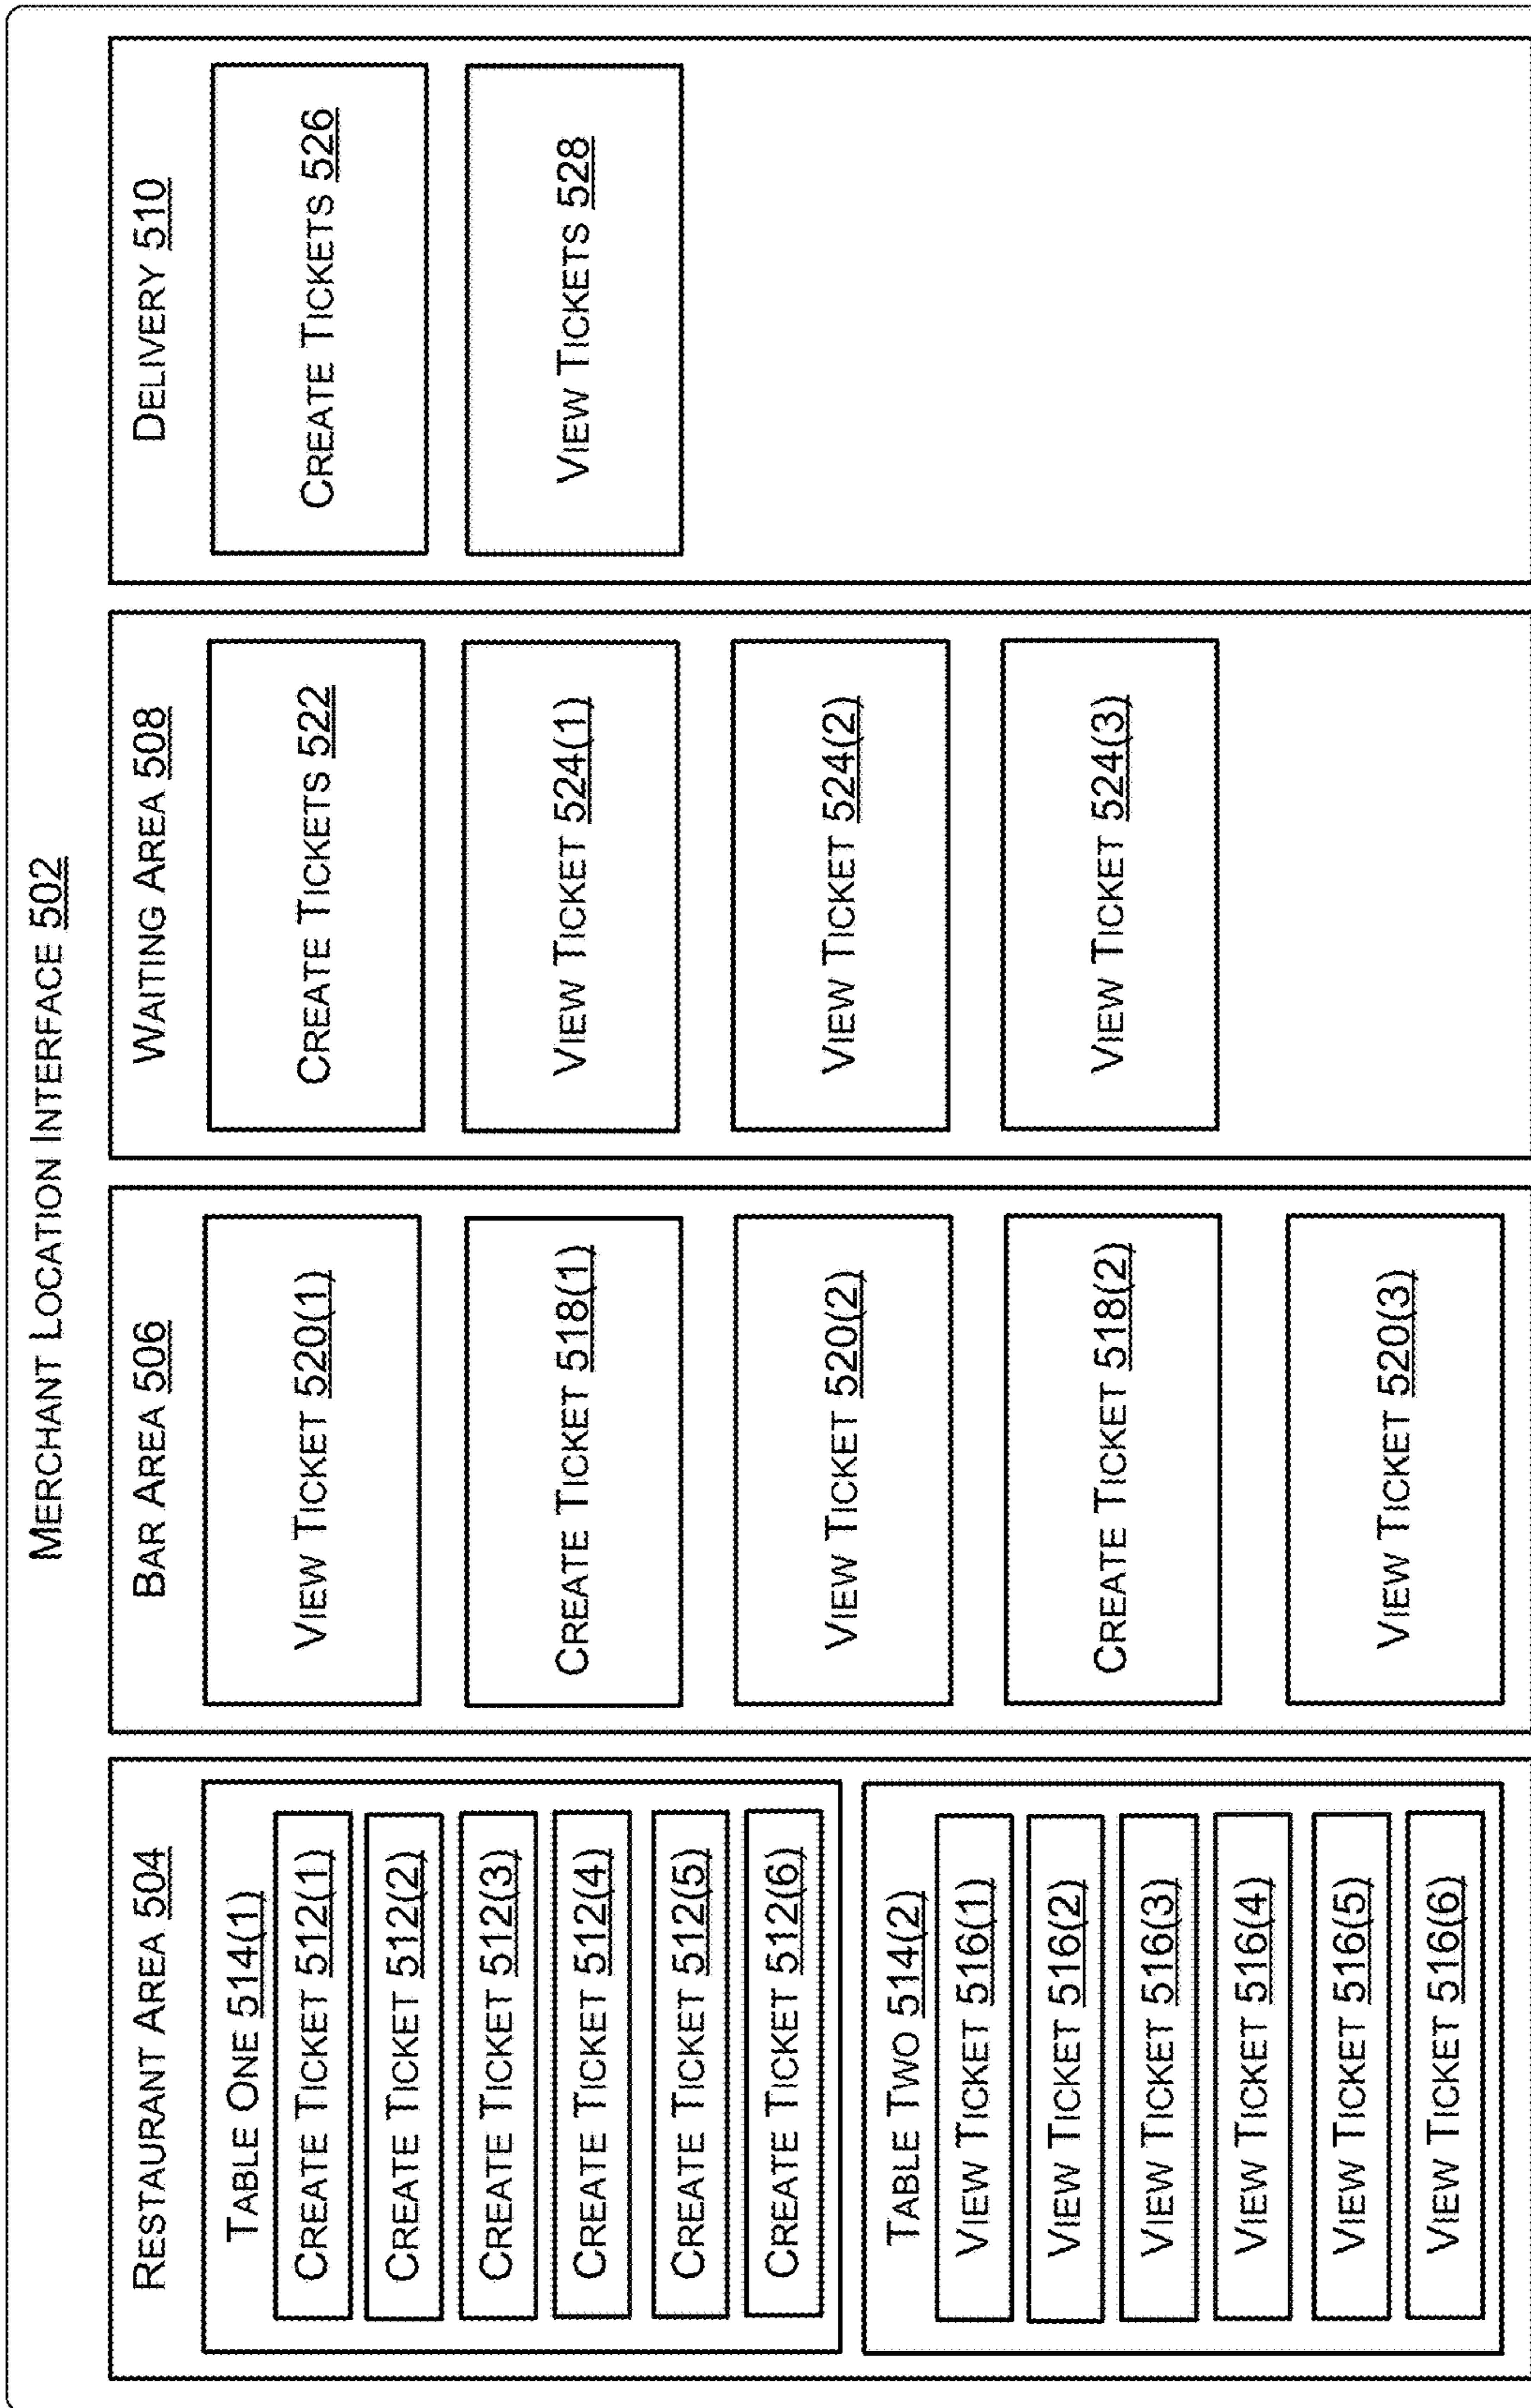 MERCHANT LOCATION INTERFACE 502
RESTAURANT AREA 504
TABLE ONE 514(1)
CREATE TICKET 512(1)
CREATE TICKET 512(2)
CREATE TICKET 512(3)
CREATE TICKET 512(4)
CREATE TICKET 512(5)
CREATE TICKET 512(6)
TABLE TWO 514(2)
VIEW TICKET 516(1)
VIEW TICKET 516(2)
VIEW TICKET 516(3)
VIEW TICKET 516(4)
VIEW TICKET 516(5)
VIEW TICKET 516(6)
BAR AREA 506
VIEW TICKET 520(1)
CREATE TICKET 518(1)
VIEW TICKET 520(2)
CREATE TICKET 518(2)
VIEW TICKET 520(3)
WAITING AREA 508
CREATE TICKETS 522
VIEW TICKET 524(1)
VIEW TICKET 524(2)
VIEW TICKET 524(3)
DELIVERY 510
CREATE TICKETS 526
VIEW TICKETS 528